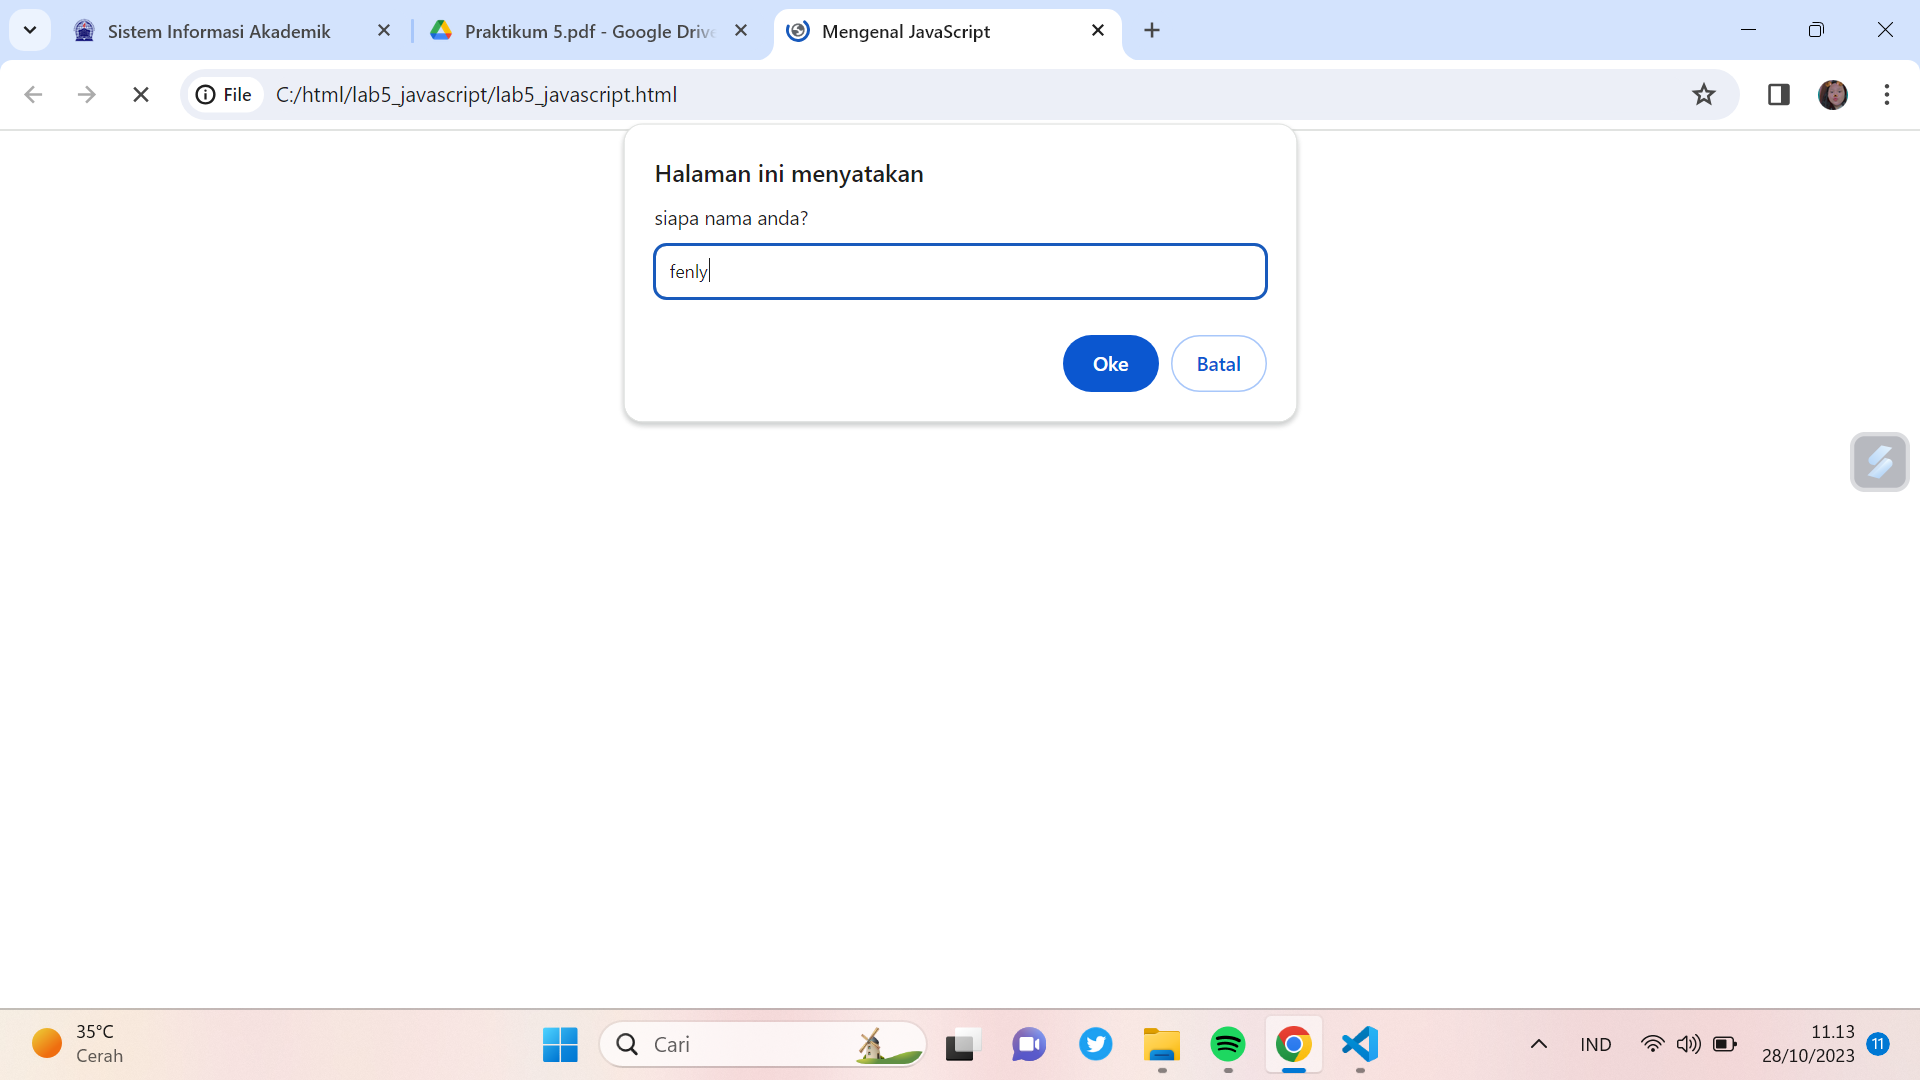 Sistem Informasi Akademik
Praktikum 5.pdf - Google Drive
Mengenal JavaScript
File
C:/html/lab5_javascript/lab5_javascript.html
Halaman ini menyatakan
siapa nama anda?
fenly
Oke
Batal
35°C
Cerah
Cari
IND
11.13
28/10/2023
11